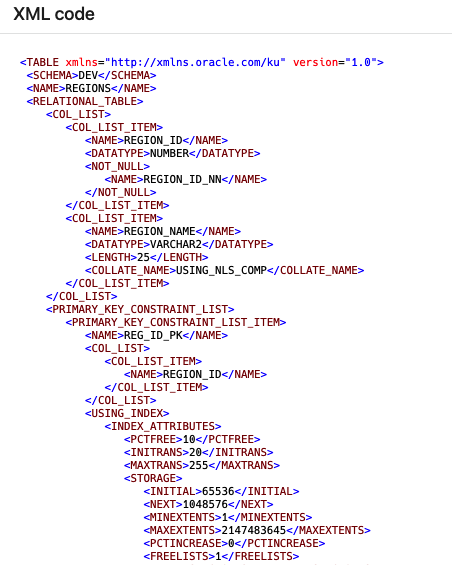 XML code
<TABLE xmlns="http://xmlns.oracle.com/ku" version="1.0">
<SCHEMA>DEV</SCHEMA>
<NAME>REGIONS</NAME>
<RELATIONAL_TABLE>
<COL_LIST>
<COL_LIST_ITEM>
<NAME>REGION_ID</NAME>
<DATATYPE>NUMBER</DATATYPE>
<NOT_NULL>
<NAME>REGION_ID_NN</NAME>
</NOT_NULL>
</COL_LIST_ITEM>
<COL_LIST_ITEM>
<NAME>REGION_NAME</NAME>
<DATATYPE>VARCHAR2</DATATYPE>
<LENGTH>25</LENGTH>
<COLLATE_NAME>USING_NLS_COMP</COLLATE_NAME>
</COL_LIST_ITEM>
</COL_LIST>
<PRIMARY_KEY_CONSTRAINT_LIST>
<PRIMARY_KEY_CONSTRAINT_LIST_ITEM>
<NAME>REG_ID_PK</NAME>
<COL_LIST>
<COL_LIST_ITEM>
<NAME>REGION_ID</NAME>
</COL_LIST_ITEM>
</COL_LIST>
<USING_INDEX>
<INDEX_ATTRIBUTES>
<PCTFREE>10</PCTFREE>
<INITRANS>20</INITRANS>
<MAXTRANS>255</MAXTRANS>
<STORAGE>
<INITIAL>65536</INITIAL>
<NEXT>1048576</NEXT>
<MINEXTENTS>1</MINEXTENTS>
<MAXEXTENTS>2147483645</MAXEXTENTS>
<PCTINCREASE>0</PCTINCREASE>
<FREELISTS>1</FREELISTS>